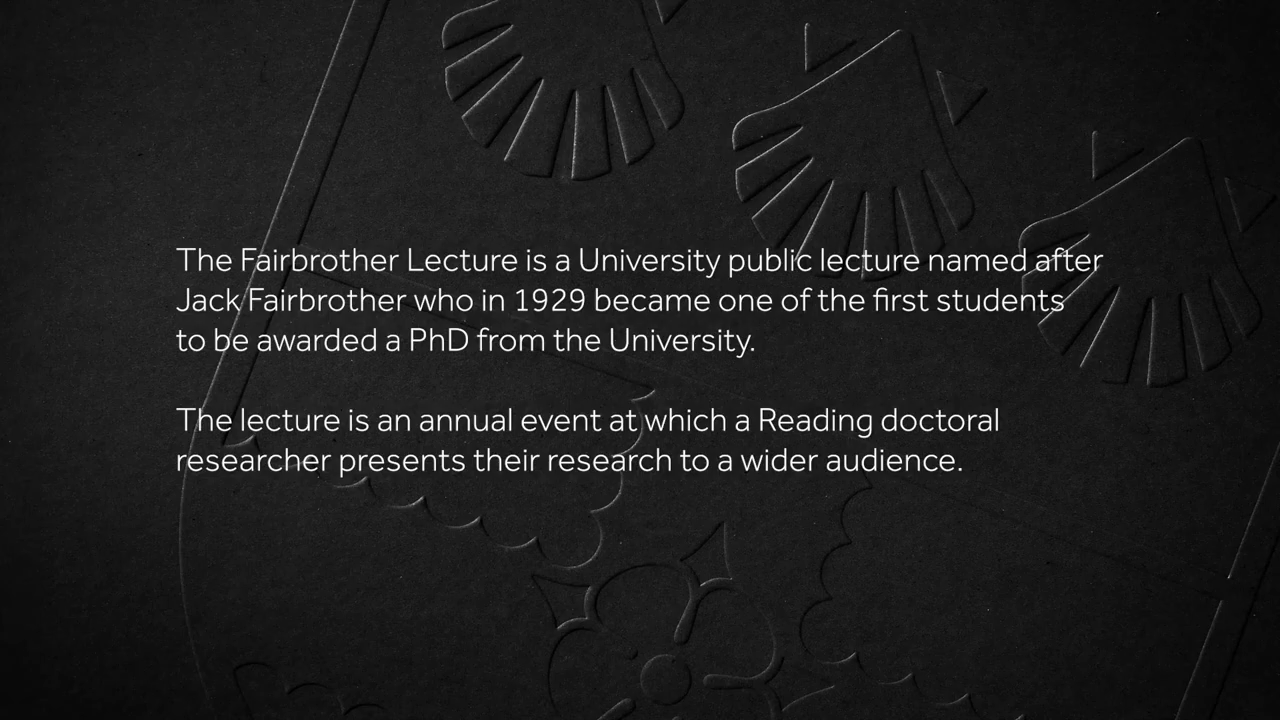 The Fairbrother Lecture is a University public lecture named after
Jack Fairbrother who in 1929 became one of the first students
to be awarded a PhD from the University.
The lecture is an annual event at which a Reading doctoral
researcher presents their research to a wider audience.